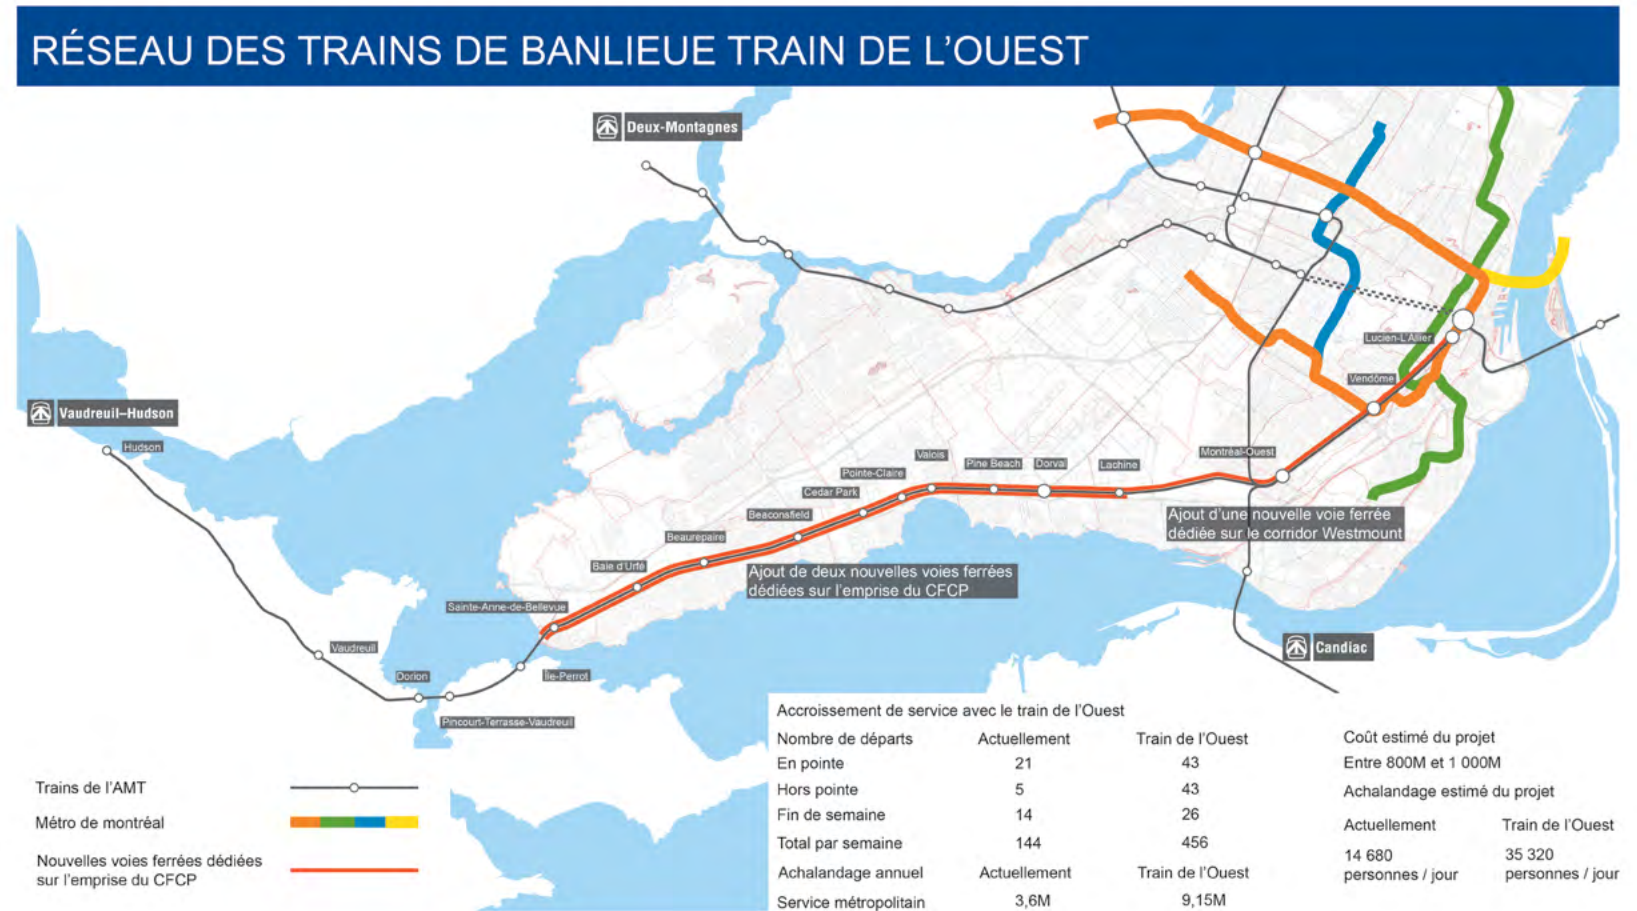 RÉSEAU DES TRAINS DE BANLIEUE TRAIN DE L'OUEST
Deux-Montagnes
Vaudreuil–Hudson
Hudson
Lucien-L'Allier
Vendôme
Montréal-Ouest
Lachine
Dorval
Pine Beach
Valois
Pointe-Claire
Cedar Park
Beaconsfield
Beaurepaire
Baie d'Urfé
Sainte-Anne-de-Bellevue
Île-Perrot
Vaudreuil
Dorion
Pincourt-Terrasse-Vaudreuil
Ajout d'une nouvelle voie ferrée
dédiée sur le corridor Westmount
Ajout de deux nouvelles voies ferrées
dédiées sur l'emprise du CFCP
Candiac
Trains de l'AMT
Métro de montréal
Nouvelles voies ferrées dédiées
sur l'emprise du CFCP
Accroissement de service avec le train de l'Ouest
Nombre de départs Actuellement Train de l'Ouest
En pointe 21 43
Hors pointe 5 43
Fin de semaine 14 26
Total par semaine 144 456
Achalandage annuel Actuellement Train de l'Ouest
Service métropolitain 3,6M 9,15M
Coût estimé du projet
Entre 800M et 1 000M
Achalandage estimé du projet
Actuellement Train de l'Ouest
14 680 35 320
personnes / jour personnes / jour